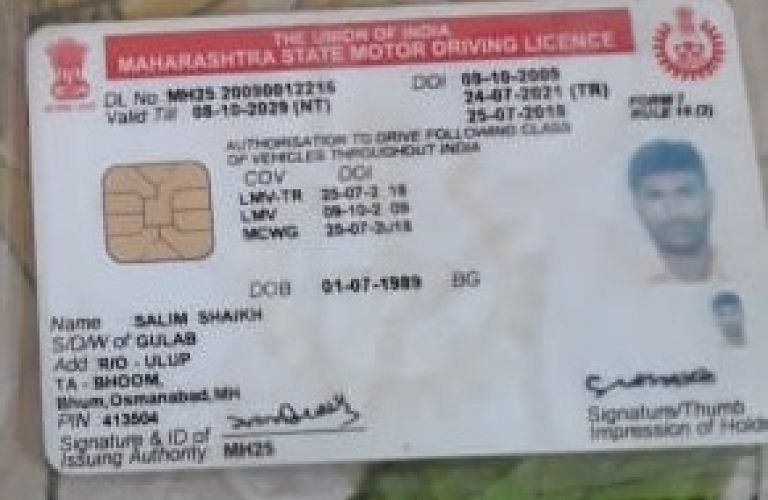 THE UNION OF INDIA
MAHARASHTRA STATE MOTOR DRIVING LICENCE
DL No MH25 20090012216 DOI 09-10-2009
Valid Till 08-10-2029 (NT) 24-07-2021 (TR)
25-07-2018
FORM 7
RULE 16 (2)
AUTHORISATION TO DRIVE FOLLOWING CLASS
OF VEHICLES THROUGHOUT INDIA
COV DOI
LMV-TR 25-07-2 18
LMV 09-10-2 09
MCWG 25-07-2018
DOB 01-07-1989 BG
Name SALIM SHAIKH
S/D/W of GULAB
Add R/O - ULUP
TA - BHOOM,
Bhum,Osmanabad,MH
PIN 413504
Signature & ID of
Issuing Authority: MH25
Signature/Thumb
Impression of Hold